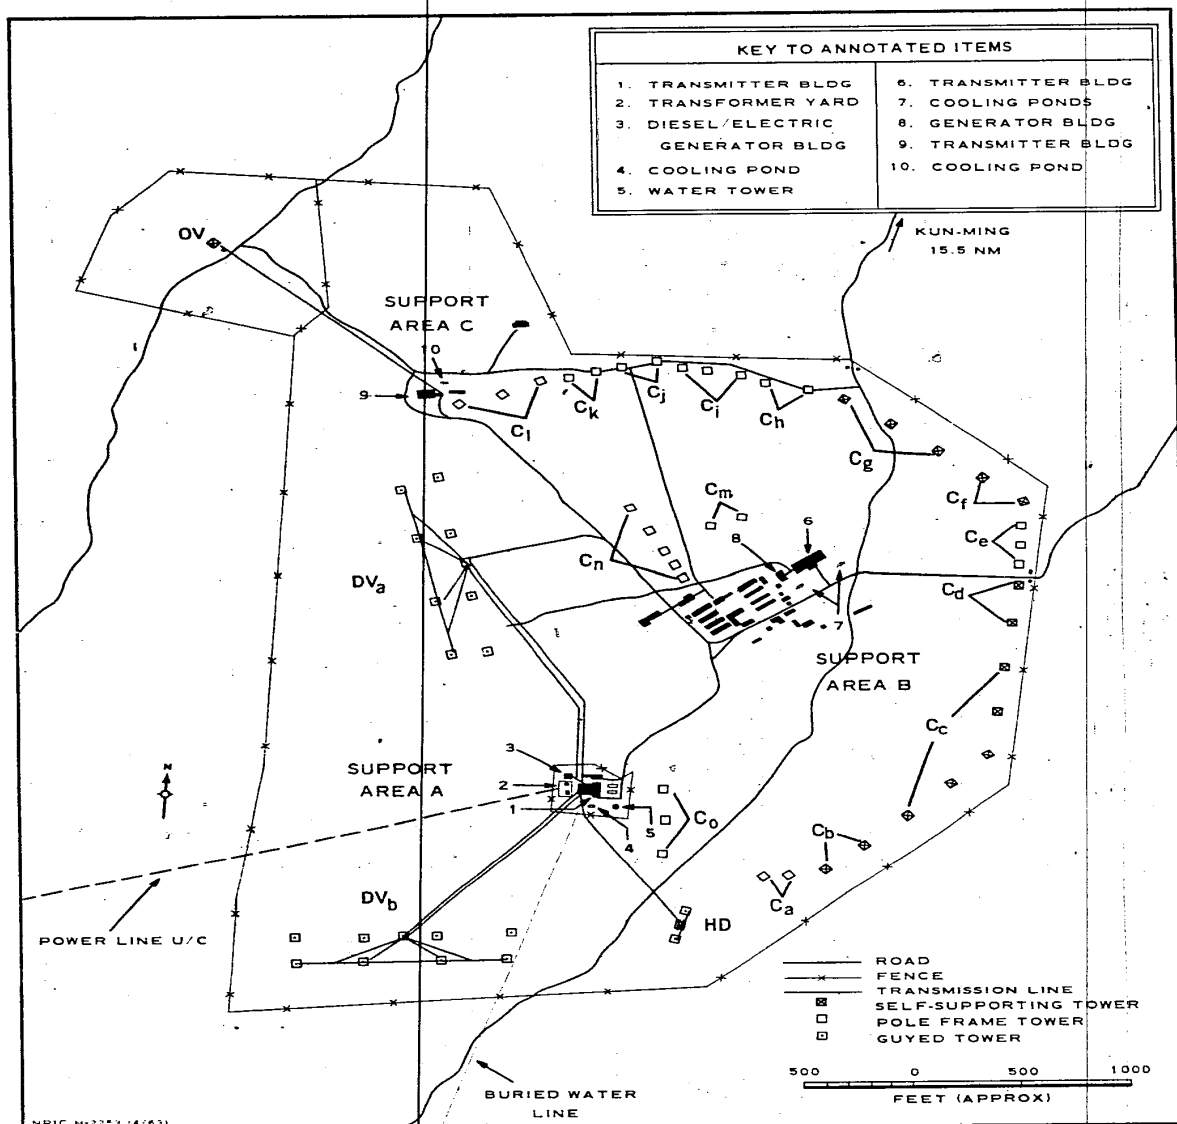 KEY TO ANNOTATED ITEMS
1. TRANSMITTER BLDG
2. TRANSFORMER YARD
3. DIESEL/ELECTRIC
GENERATOR BLDG
4. COOLING POND
5. WATER TOWER
6. TRANSMITTER BLDG
7. COOLING PONDS
8. GENERATOR BLDG
9. TRANSMITTER BLDG
10. COOLING POND
KUN-MING
15.5 NM
OV
SUPPORT
AREA C
10
9
Cl
Ck
Cj
Ci
Ch
Cg
Cf
Ce
Cd
Cm
Cn
6
8
7
DVa
SUPPORT
AREA B
Cc
N
SUPPORT
AREA A
3
2
1
4
5
Co
Cb
Ca
DVb
HD
POWER LINE U/C
ROAD
FENCE
TRANSMISSION LINE
SELF-SUPPORTING TOWER
POLE FRAME TOWER
GUYED TOWER
500 0 500 1000
FEET (APPROX)
BURIED WATER
LINE